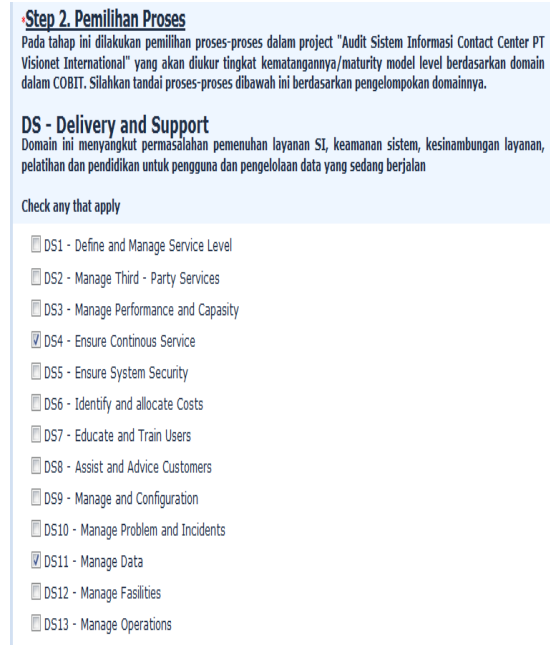 *Step 2. Pemilihan Proses
Pada tahap ini dilakukan pemilihan proses-proses dalam project "Audit Sistem Informasi Contact Center PT
Visionet International" yang akan diukur tingkat kematangannya/maturity model level berdasarkan domain
dalam COBIT. Silahkan tandai proses-proses dibawah ini berdasarkan pengelompokan domainnya.
DS - Delivery and Support
Domain ini menyangkut permasalahan pemenuhan layanan SI, keamanan sistem, kesinambungan layanan,
pelatihan dan pendidikan untuk pengguna dan pengelolaan data yang sedang berjalan
Check any that apply
DS1 - Define and Manage Service Level
DS2 - Manage Third - Party Services
DS3 - Manage Performance and Capasity
DS4 - Ensure Continous Service
DS5 - Ensure System Security
DS6 - Identify and allocate Costs
DS7 - Educate and Train Users
DS8 - Assist and Advice Customers
DS9 - Manage and Configuration
DS10 - Manage Problem and Incidents
DS11 - Manage Data
DS12 - Manage Fasilities
DS13 - Manage Operations